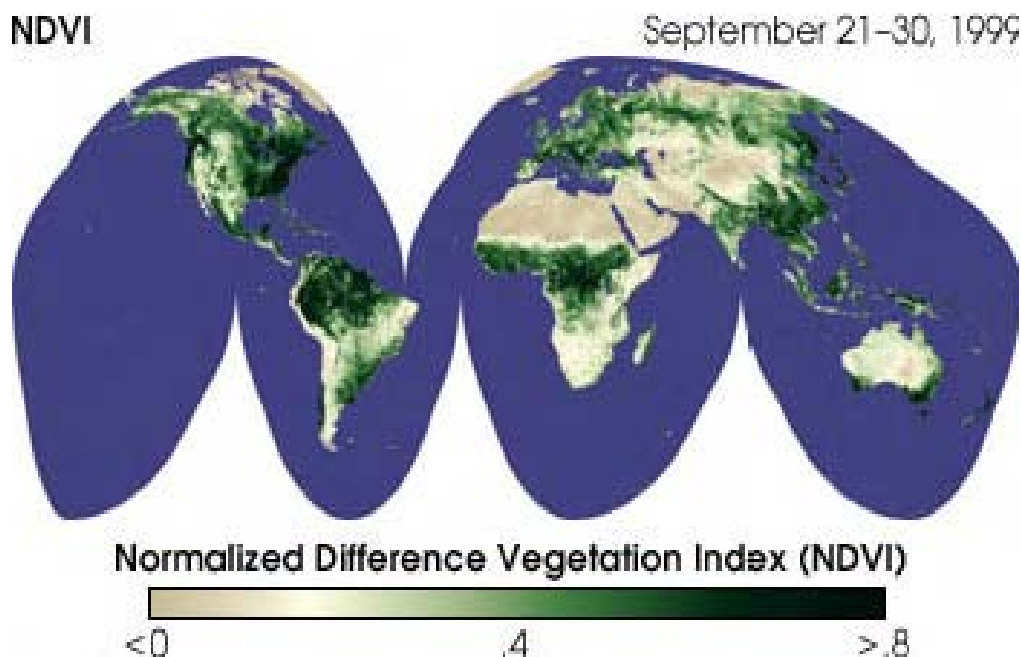 NDVI September 21-30, 1999
Normalized Difference Vegetation Index (NDVI)
<0 .4 >.8